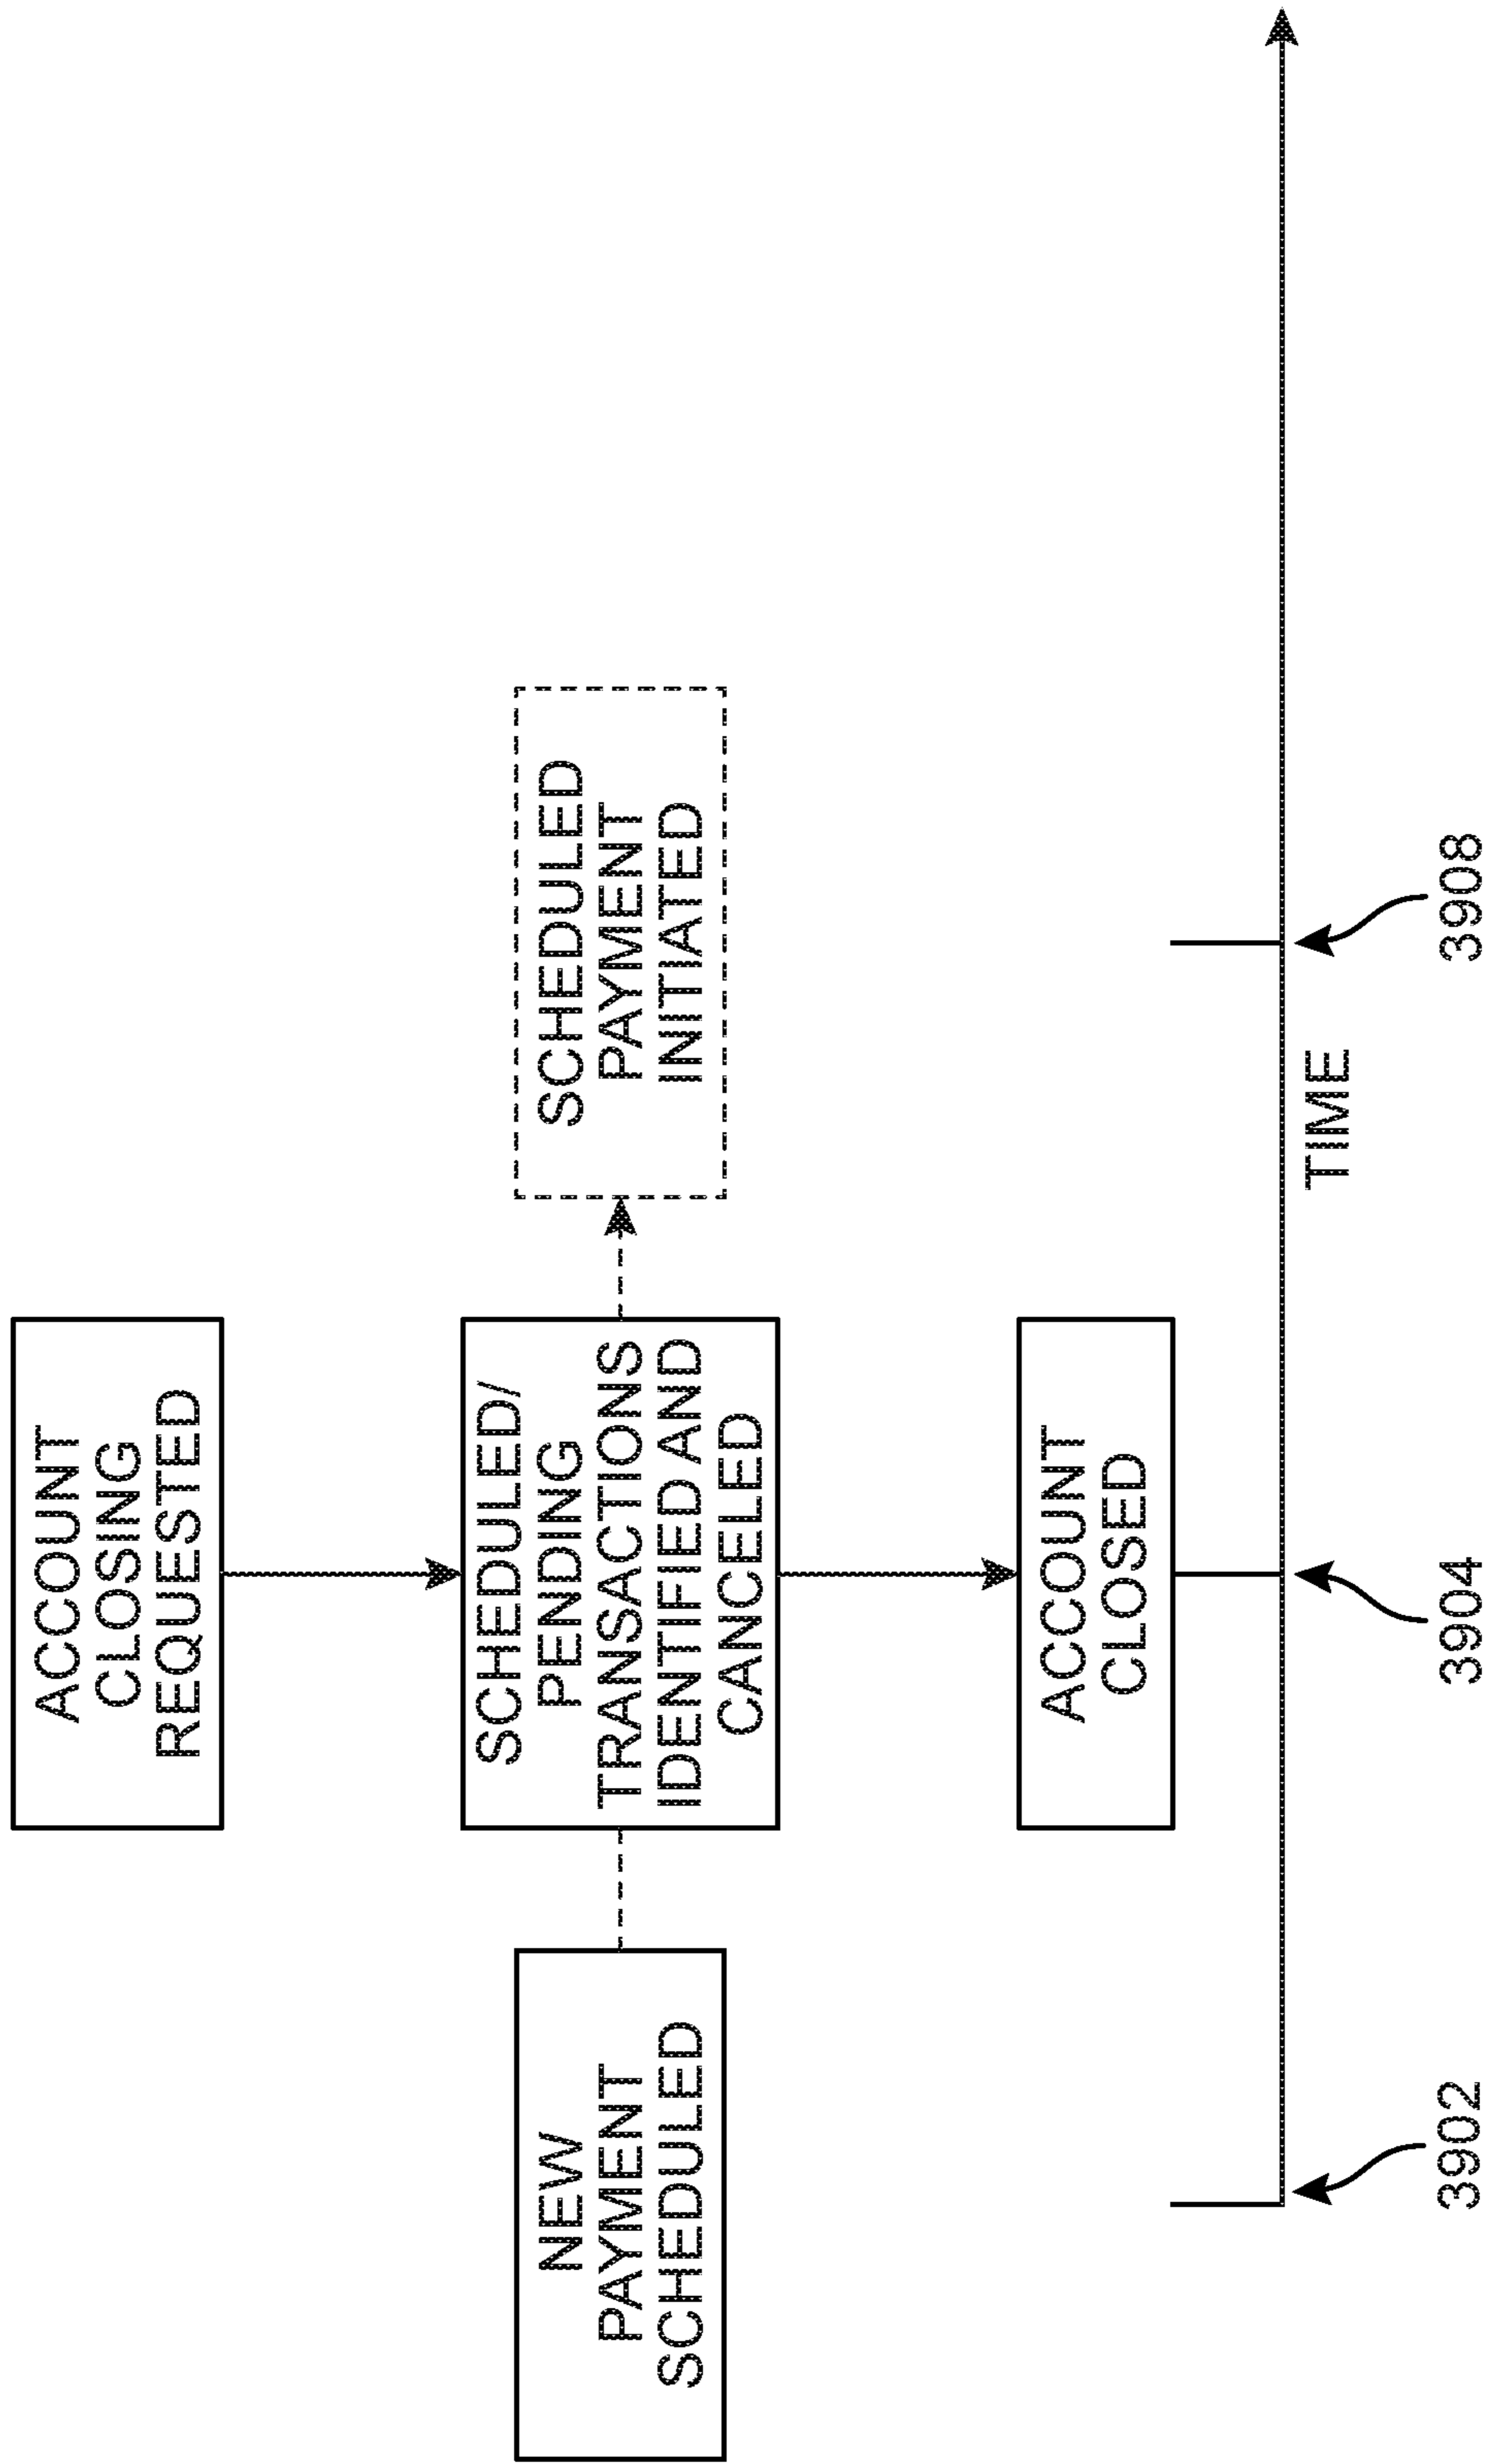 ACCOUNT
CLOSING
REQUESTED
NEW
PAYMENT
SCHEDULED
SCHEDULED/
PENDING
TRANSACTIONS
IDENTIFIED AND
CANCELED
SCHEDULED
PAYMENT
INITIATED
ACCOUNT
CLOSED
TIME
3902
3904
3908